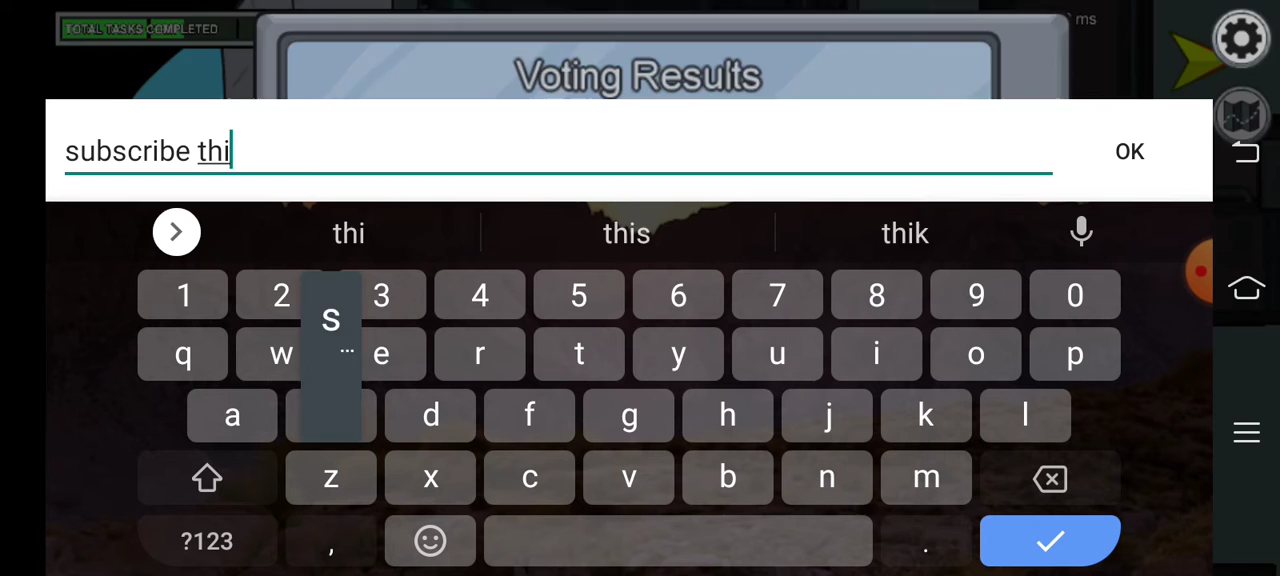 TOTAL TASKS COMPLETED
ms
Voting Results
subscribe thi
OK
thi this thik
1 2 3 4 5 6 7 8 9 0
s
q w e r t y u i o p
a d f g h j k l
z x c v b n m
?123 , .